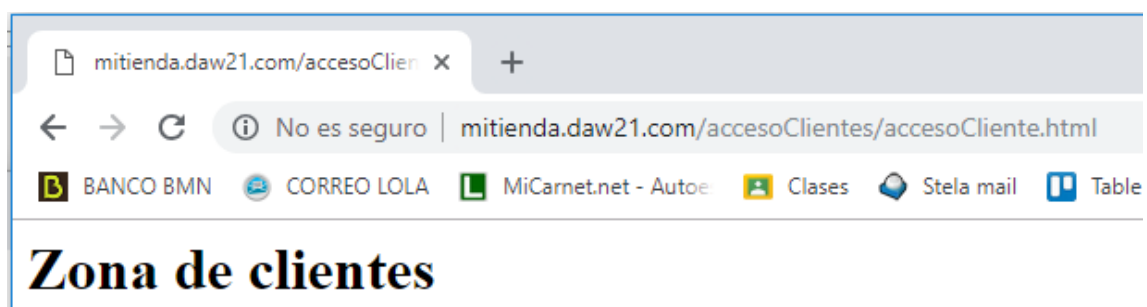 mitienda.daw21.com/accesoClien
No es seguro | mitienda.daw21.com/accesoClientes/accesoCliente.html
B BANCO BMN CORREO LOLA L MiCarnet.net - Autoe Clases Stela mail Table
Zona de clientes